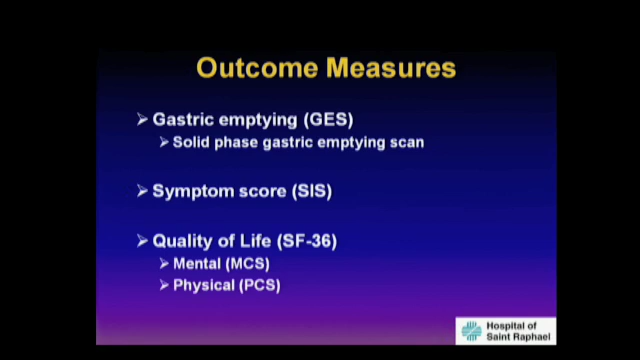 Outcome Measures
Gastric emptying (GES)
Solid phase gastric emptying scan
Symptom score (SIS)
Quality of Life (SF-36)
Mental (MCS)
Physical (PCS)
Hospital of
Saint Raphael